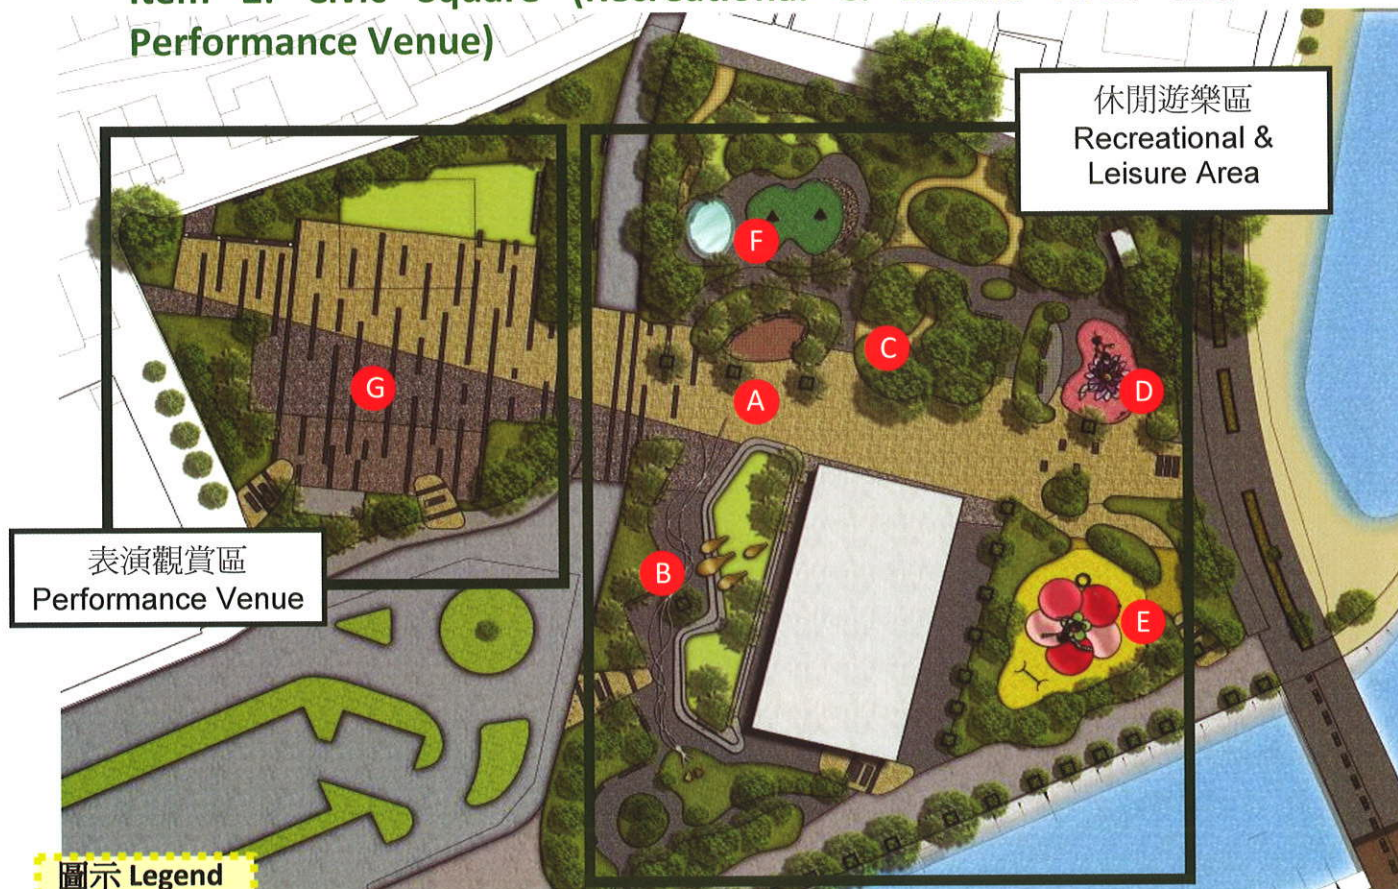 Performance Venue)
休閒遊樂區
Recreational &
Leisure Area
F
C
G
A
D
表演觀賞區
Performance Venue
B
E
圖示 Legend